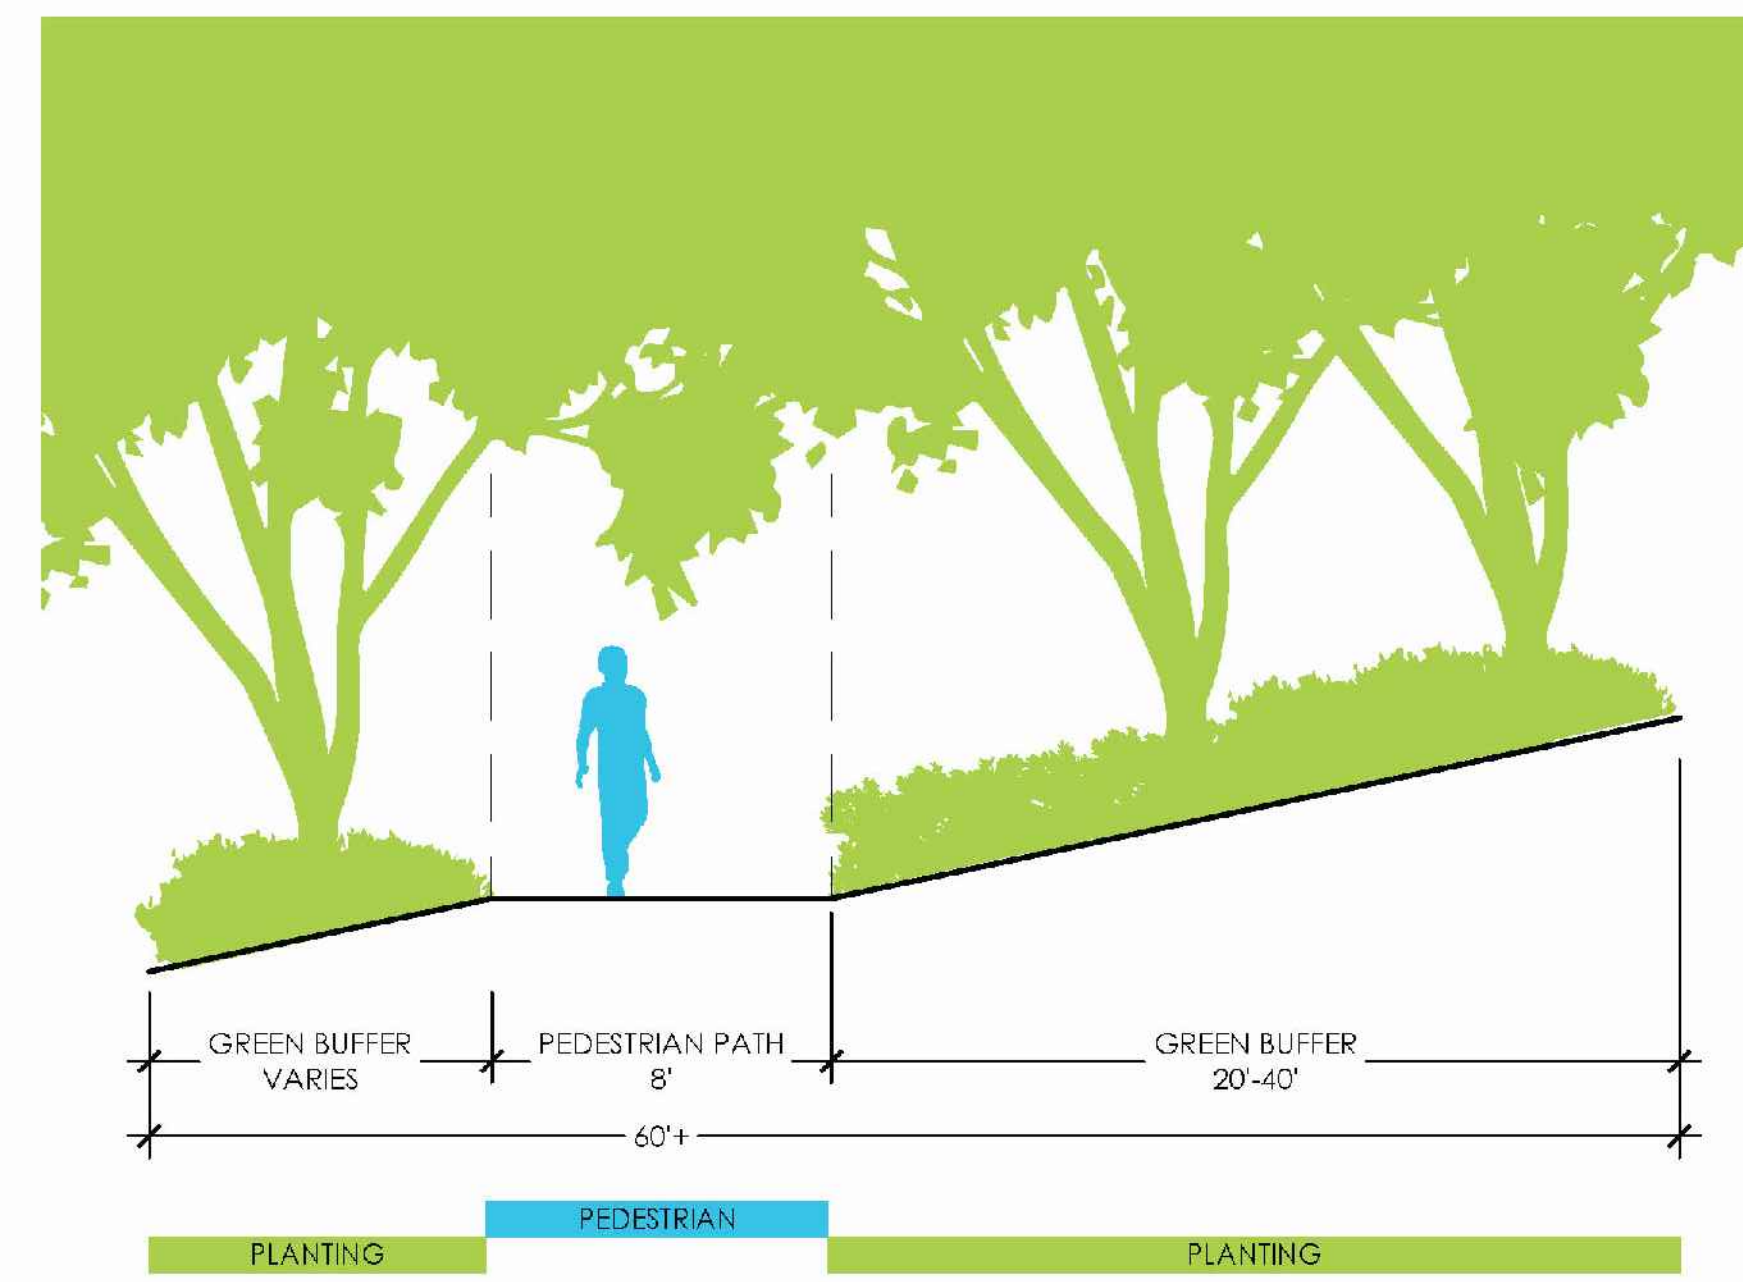 GREEN BUFFER
VARIES
PEDESTRIAN PATH
8'
GREEN BUFFER
20'-40'
60'+
PEDESTRIAN
PLANTING
PLANTING